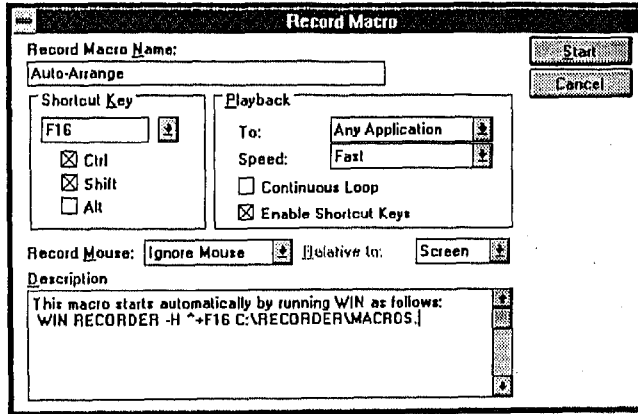 Record Macro
Record Macro Name:
Start
Auto-Arrange
Cancel
Shortcut Key
Playback
F16
To: Any Application
Ctrl
Speed: Fast
Shift
Continuous Loop
Alt
Enable Shortcut Keys
Record Mouse: Ignore Mouse Relative to: Screen
Description
This macro starts automatically by running WIN as follows:
WIN RECORDER -H ^+F16 C:\RECORDER\MACROS.